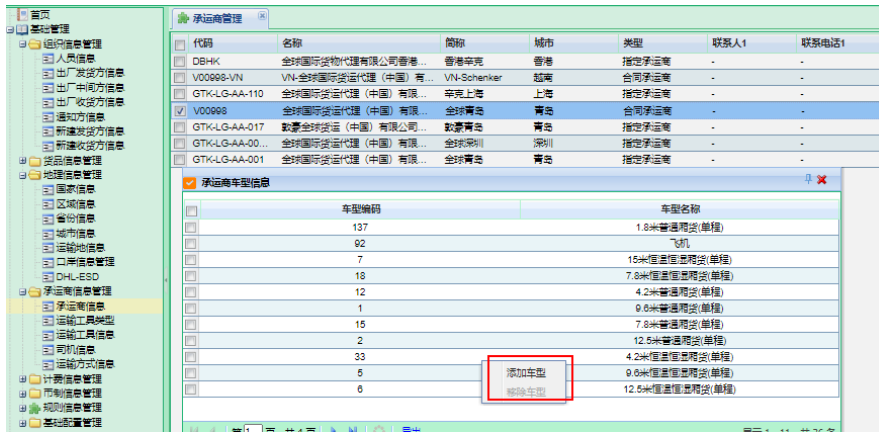 首页
基础管理
组织信息管理
人员信息
出厂发货方信息
出厂中间方信息
出厂收货方信息
通知方信息
新建发货方信息
新建收货方信息
货品信息管理
地理信息管理
国家信息
区域信息
省份信息
城市信息
运输地信息
口岸信息管理
DHL-ESD
承运商信息管理
承运商信息
运输工具类型
运输工具信息
司机信息
运输方式信息
计费信息管理
币制信息管理
规则信息管理
基础配置管理
承运商管理
代码 名称 简称 城市 类型 联系人1 联系电话1
DBHK 全球国际货物代理有限公司香港... 香港辛克 香港 指定承运商 - -
V00998-VN VN-全球国际货运代理（中国）有... VN-Schenker 越南 合同承运商 - -
GTK-LG-AA-110 全球国际货运代理（中国）有限... 辛克上海 上海 指定承运商 - -
V00998 全球国际货运代理（中国）有限... 全球青岛 青岛 合同承运商 - -
GTK-LG-AA-017 敦豪全球货运（中国）有限公司... 敦豪青岛 青岛 指定承运商 - -
GTK-LG-AA-00... 全球国际货运代理（中国）有限... 全球深圳 深圳 指定承运商 - -
GTK-LG-AA-001 全球国际货运代理（中国）有限... 全球青岛 青岛 指定承运商 - -
承运商车型信息
车型编码 车型名称
137 1.8米普通厢货(单程)
92 飞机
7 15米恒温恒湿厢货(单程)
18 7.8米恒温恒湿厢货(单程)
12 4.2米普通厢货(单程)
1 9.6米普通厢货(单程)
15 7.8米普通厢货(单程)
2 12.5米普通厢货(单程)
33 4.2米恒温恒湿厢货(单程)
5 9.6米恒温恒湿厢货(单程)
6 12.5米恒温恒湿厢货(单程)
添加车型
移除车型
第 1 页 共 4 页 导出 显示 1 - 11 共 36 条